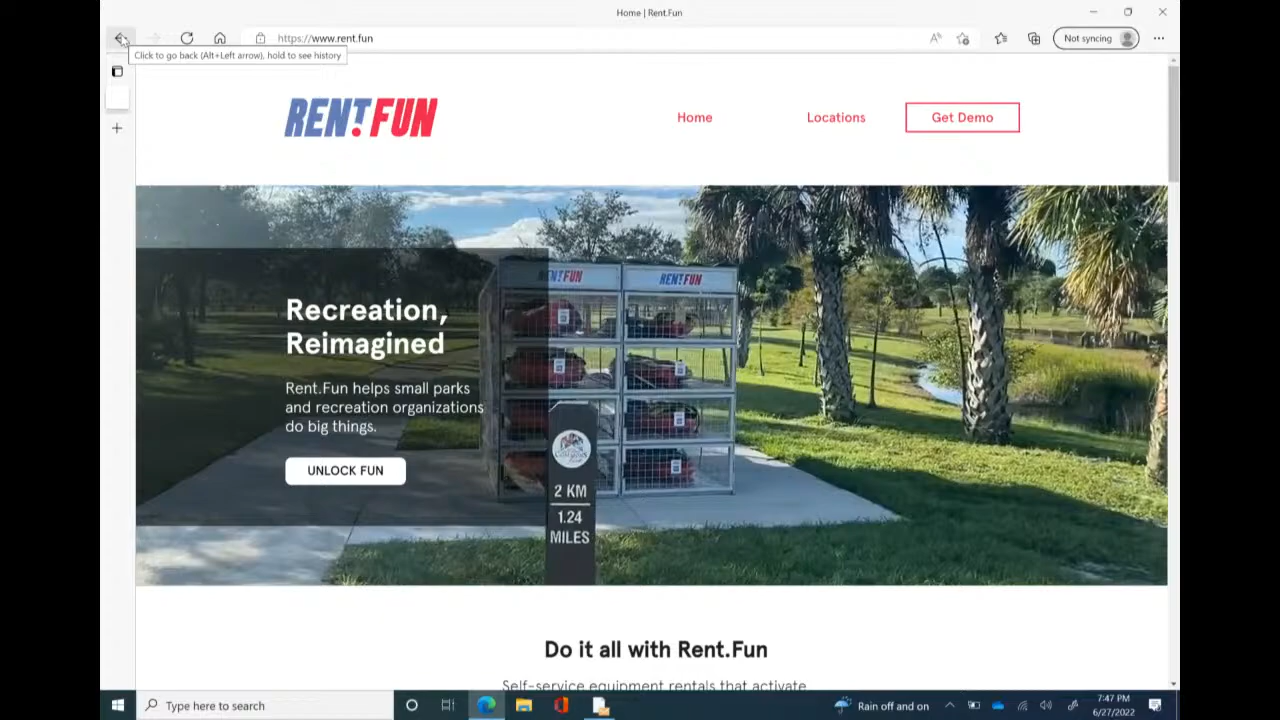 Home | Rent.Fun
https://www.rent.fun
Not syncing
Click to go back (Alt+Left arrow), hold to see history
RENT.FUN
Home
Locations
Get Demo
RENT.FUN
RENT.FUN
Recreation,
Reimagined
Rent.Fun helps small parks
and recreation organizations
do big things.
UNLOCK FUN
2 KM
1.24
MILES
Do it all with Rent.Fun
Self-service equipment rentals that activate
Type here to search
Rain off and on
7:47 PM
6/27/2022